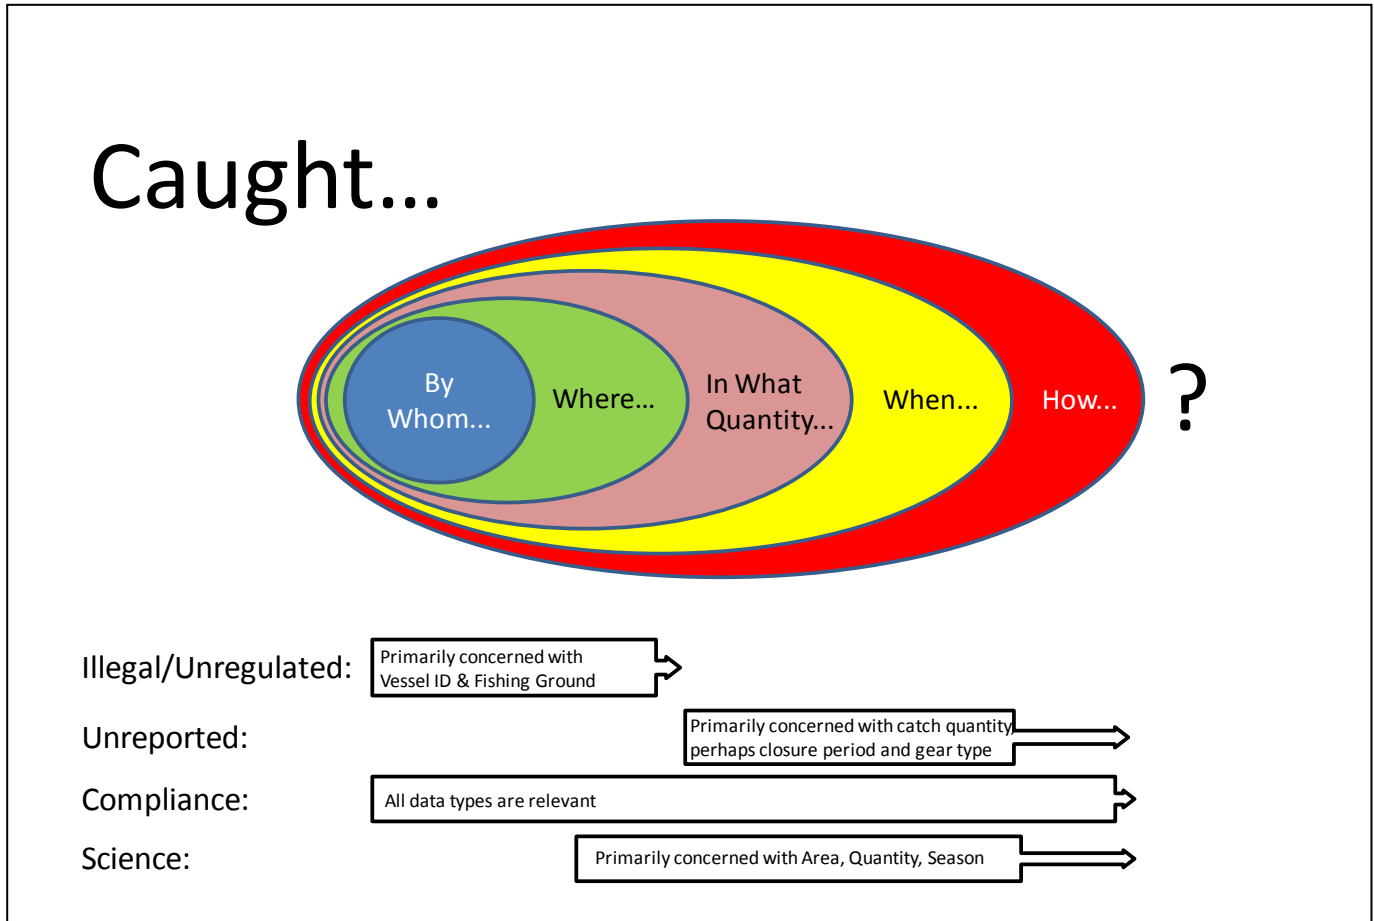 Caught...
By
Whom...
Where...
In What
Quantity...
When...
How...
?
Illegal/Unregulated:
Primarily concerned with
Vessel ID & Fishing Ground
Unreported:
Primarily concerned with catch quantity,
perhaps closure period and gear type
Compliance:
All data types are relevant
Science:
Primarily concerned with Area, Quantity, Season